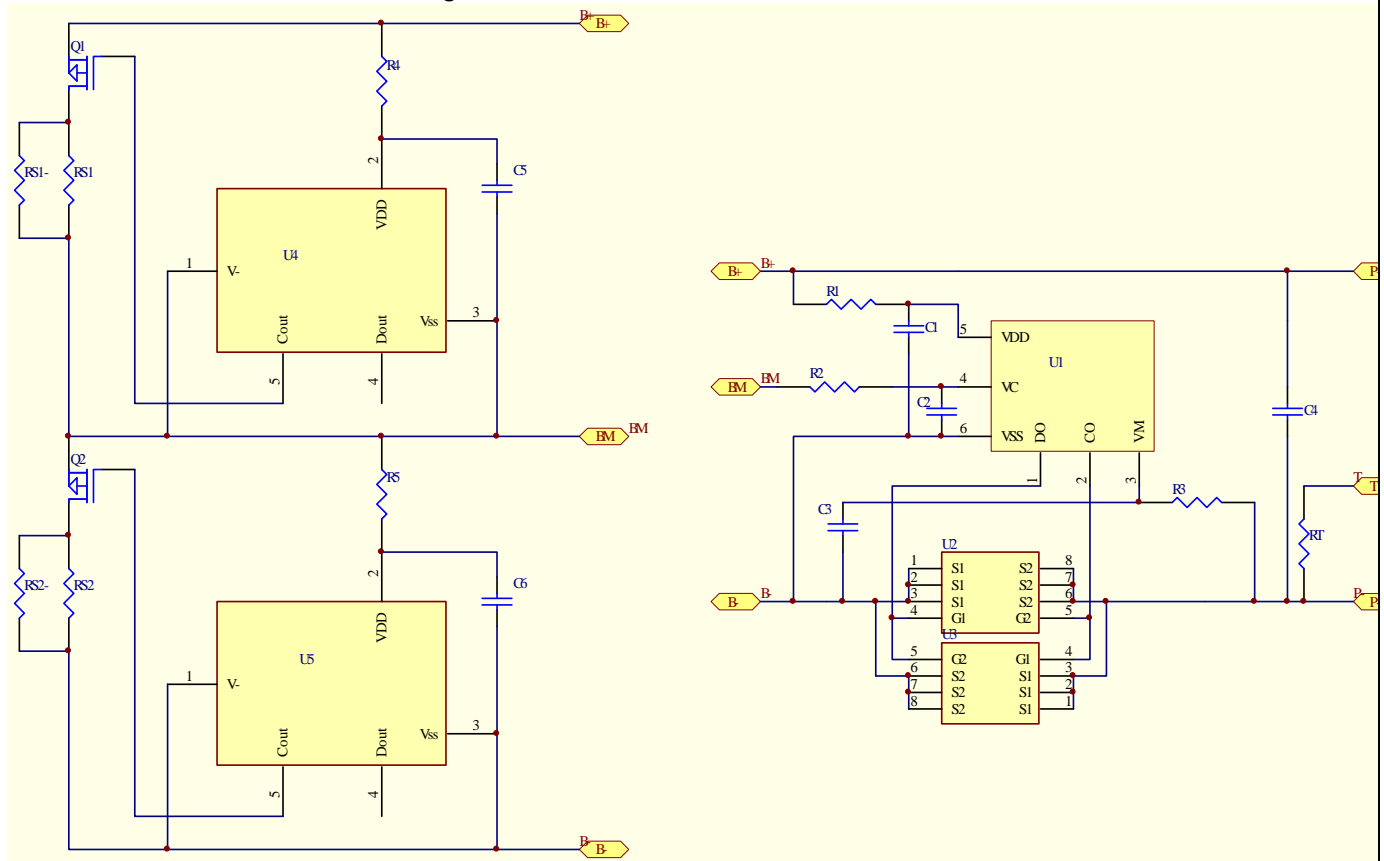 B+
B+
Q1
R4
2
C5
RS1-
RS1
VDD
U4
1
V-
Vss
3
Cout
Dout
5
4
BM
BM
Q2
R5
2
C6
RS2-
RS2
VDD
U5
1
V-
Vss
3
Cout
Dout
5
4
B-
B+
B+
P
R1
C1
5
VDD
U1
BM
BM
R2
4
VC
C2
6
VSS
DO
CO
VM
C4
1
2
3
R3
T
T
C3
RT
U2
1
S1
S2
8
2
S1
S2
7
B-
B-
3
S1
S2
6
P-
P
4
G1
G2
5
U3
5
G2
G1
4
6
S2
S1
3
7
S2
S1
2
8
S2
S1
1